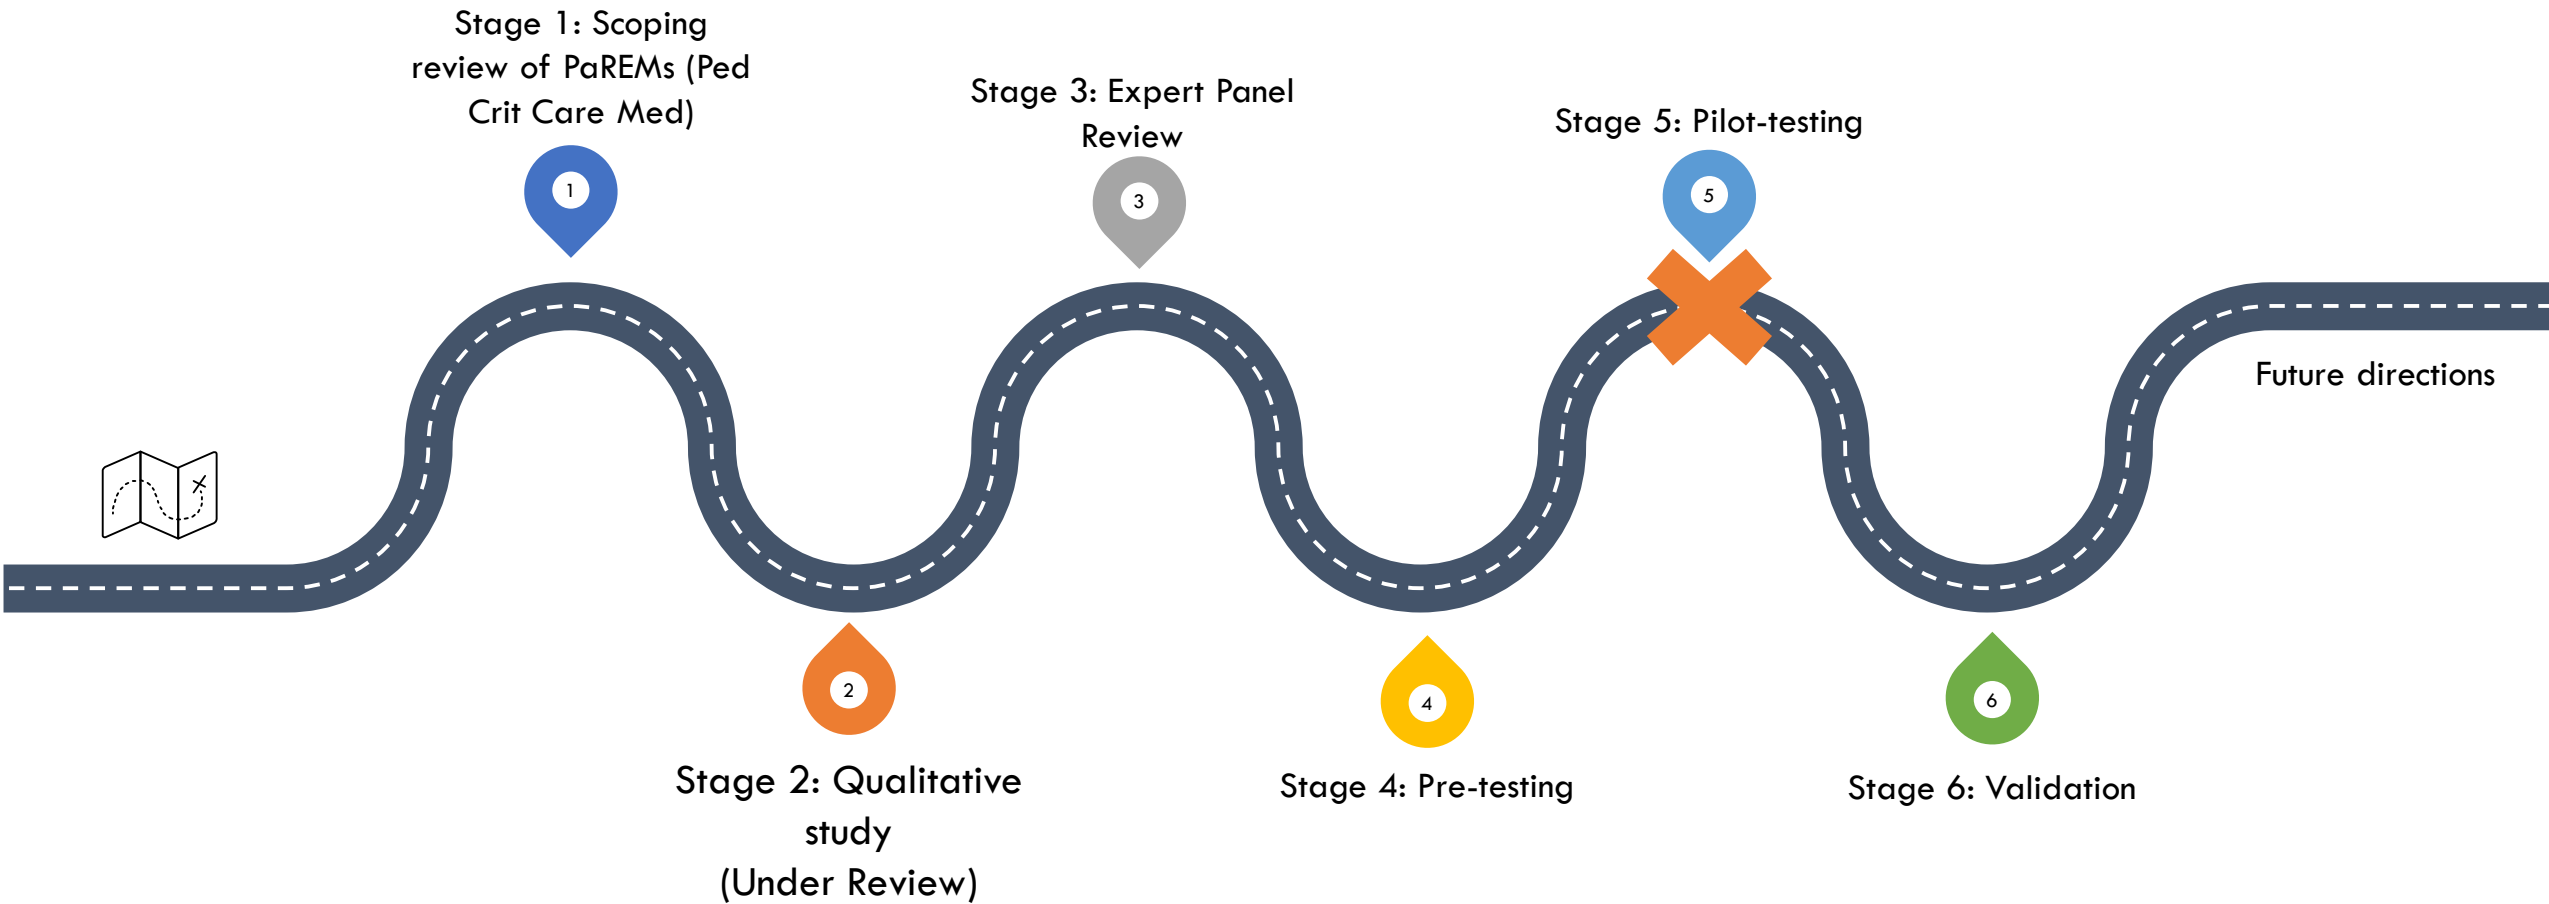 Stage 1: Scoping
review of PaREMs (Ped
Crit Care Med)
1
Stage 2: Qualitative
study
(Under Review)
2
Stage 3: Expert Panel
Review
3
Stage 4: Pre-testing
4
Stage 5: Pilot-testing
5
Stage 6: Validation
6
Future directions